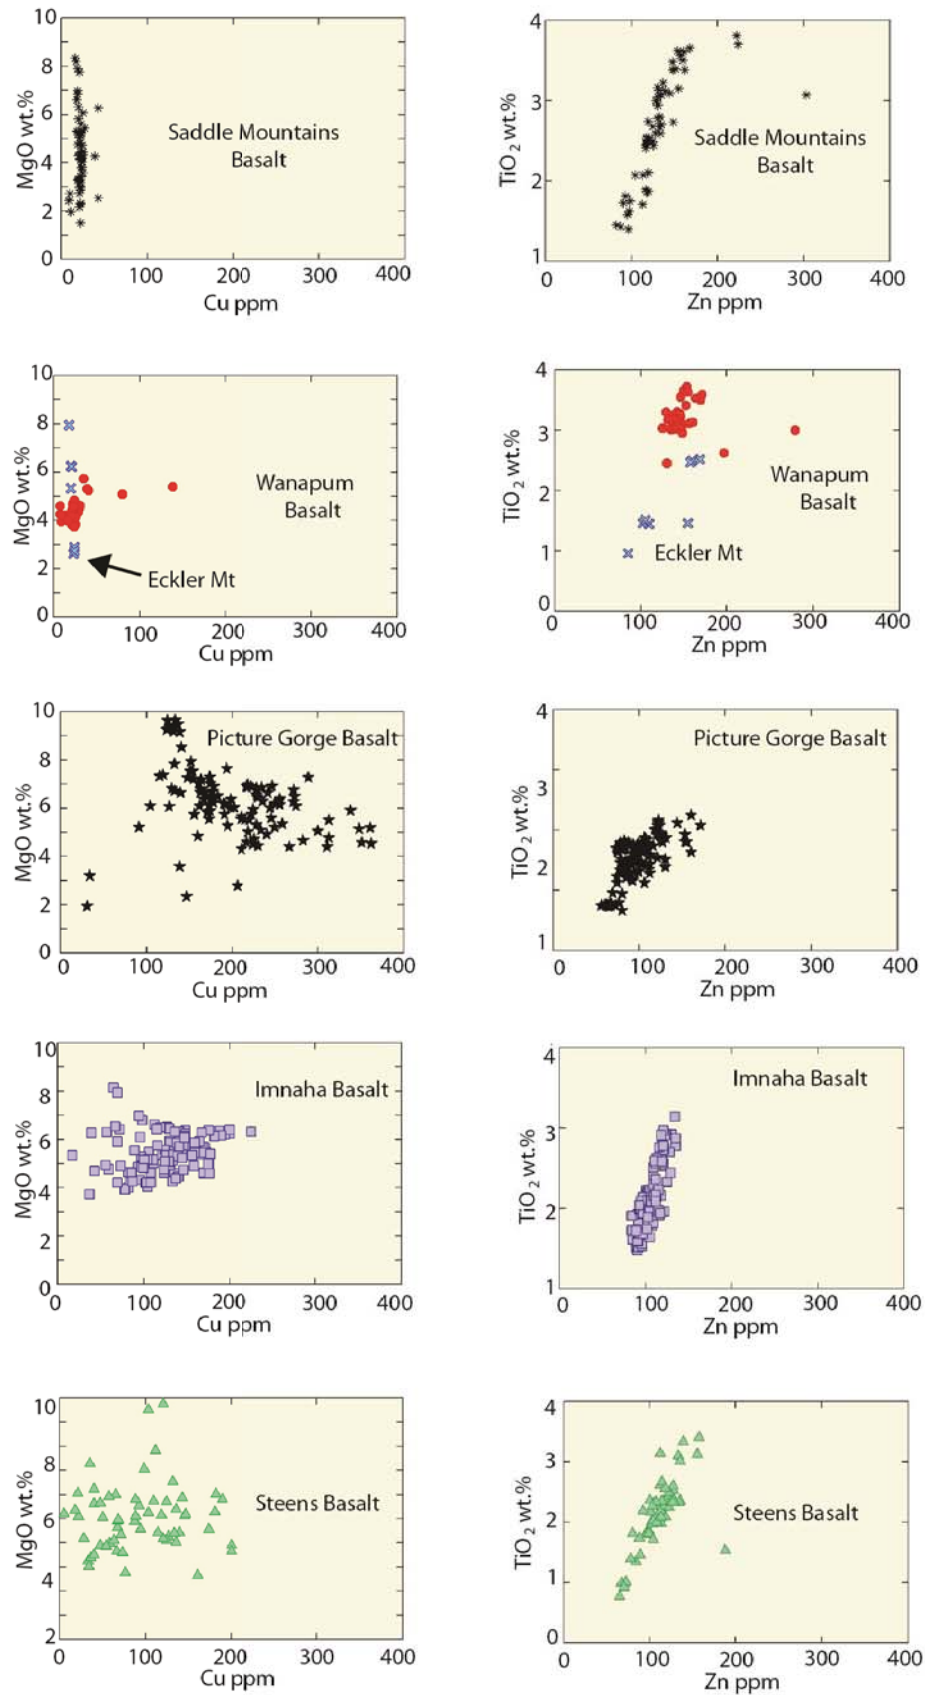 10
8
6
4
2
0
MgO wt.%
Saddle Mountains
Basalt
0 100 200 300 400
Cu ppm
4
3
2
1
TiO2 wt.%
Saddle Mountains
Basalt
0 100 200 300 400
Zn ppm
10
8
6
4
2
0
MgO wt.%
Wanapum
Basalt
Eckler Mt
0 100 200 300 400
Cu ppm
4
3
2
1
0
TiO2 wt.%
Wanapum
Basalt
Eckler Mt
0 100 200 300 400
Zn ppm
10
8
6
4
2
0
MgO wt.%
Picture Gorge Basalt
0 100 200 300 400
Cu ppm
4
3
2
1
TiO2 wt.%
Picture Gorge Basalt
0 100 200 300 400
Zn ppm
10
8
6
4
2
0
MgO wt.%
Imnaha Basalt
0 100 200 300 400
Cu ppm
4
3
2
1
TiO2 wt.%
Imnaha Basalt
0 100 200 300 400
Zn ppm
10
8
6
4
2
MgO wt.%
Steens Basalt
0 100 200 300 400
Cu ppm
4
3
2
1
0
TiO2 wt.%
Steens Basalt
0 100 200 300 400
Zn ppm